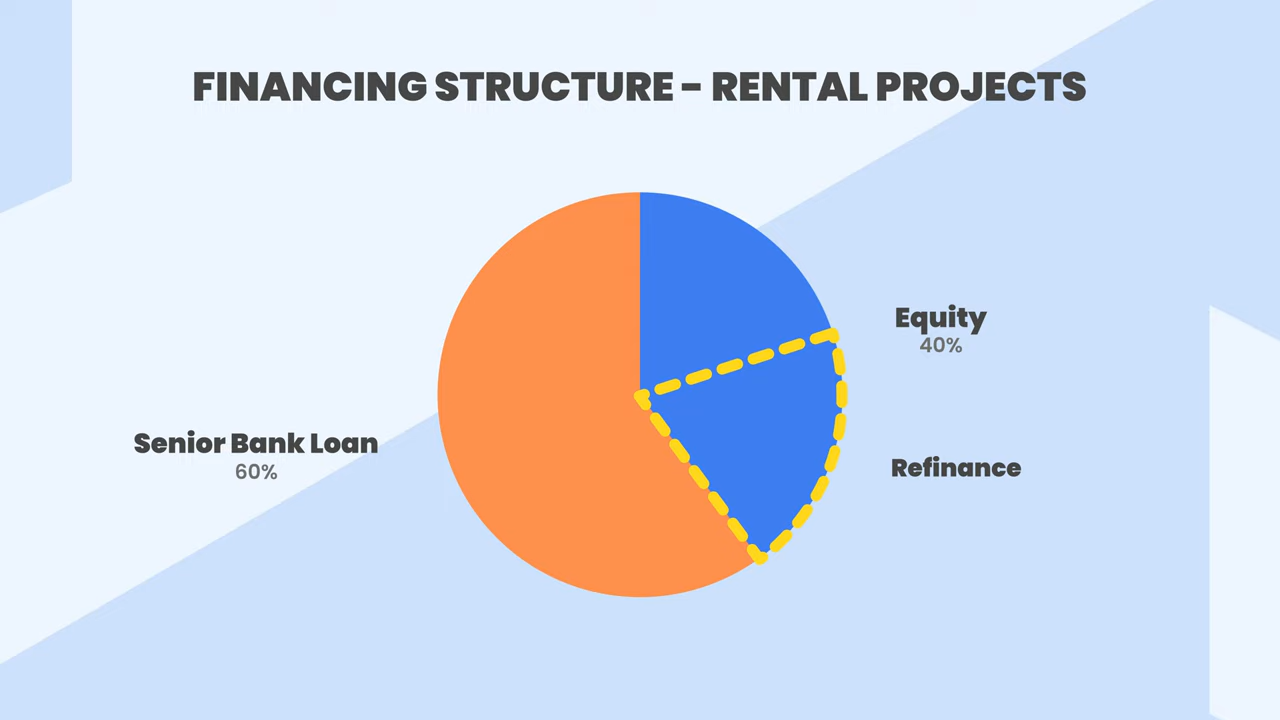 FINANCING STRUCTURE - RENTAL PROJECTS
Equity
40%
Senior Bank Loan
60%
Refinance